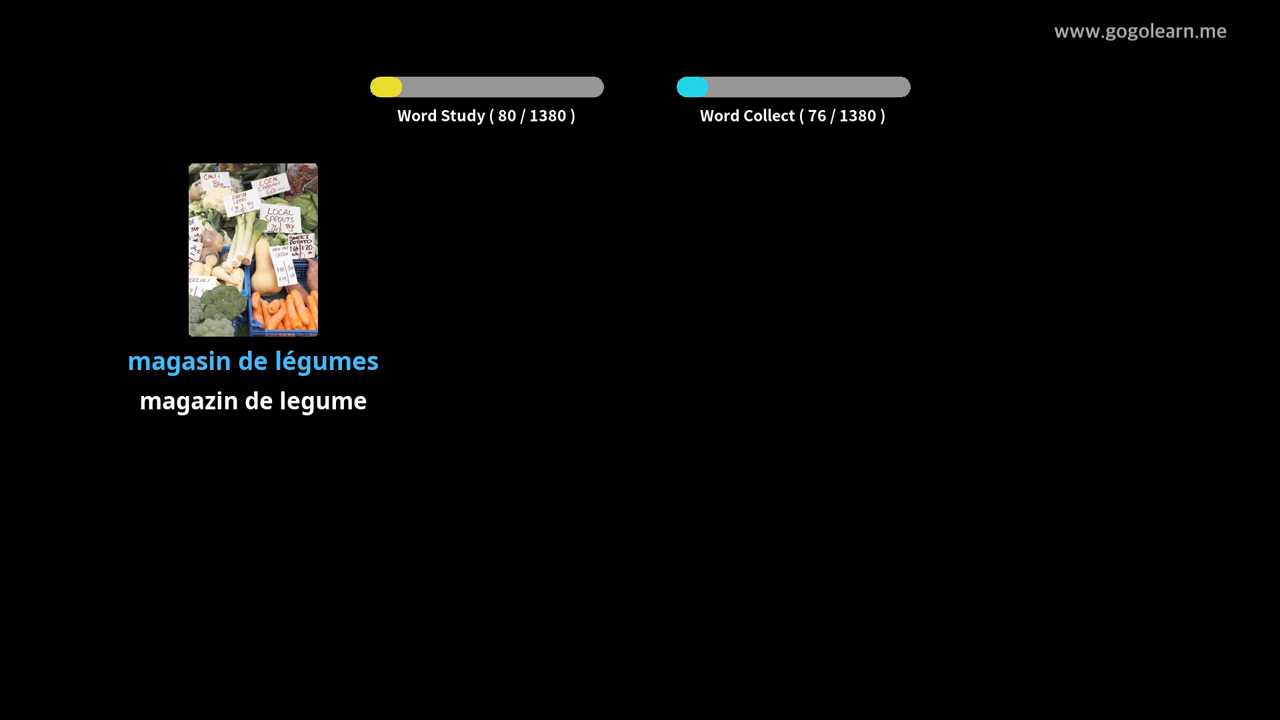 www.gogolearn.me
Word Study ( 80 / 1380 )
Word Collect ( 76 / 1380 )
LOCAL
LOCAL
SPROUTS
magasin de légumes
magazin de legume